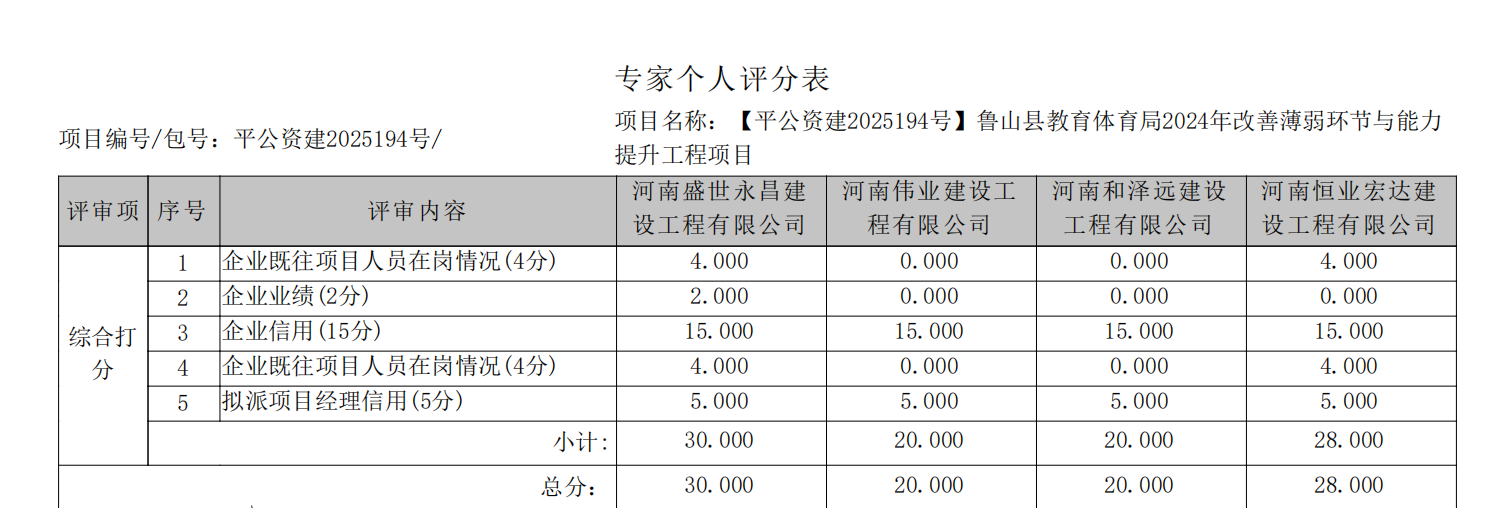 专家个人评分表
项目编号/包号：平公资建2025194号/
项目名称：【平公资建2025194号】鲁山县教育体育局2024年改善薄弱环节与能力
提升工程项目
评审项 序号 评审内容 河南盛世永昌建 河南伟业建设工 河南和泽远建设 河南恒业宏达建
设工程有限公司 程有限公司 工程有限公司 设工程有限公司
1 企业既往项目人员在岗情况(4分) 4.000 0.000 0.000 4.000
2 企业业绩(2分) 2.000 0.000 0.000 0.000
综合打
分
3 企业信用(15分) 15.000 15.000 15.000 15.000
4 企业既往项目人员在岗情况(4分) 4.000 0.000 0.000 4.000
5 拟派项目经理信用(5分) 5.000 5.000 5.000 5.000
小计: 30.000 20.000 20.000 28.000
总分: 30.000 20.000 20.000 28.000